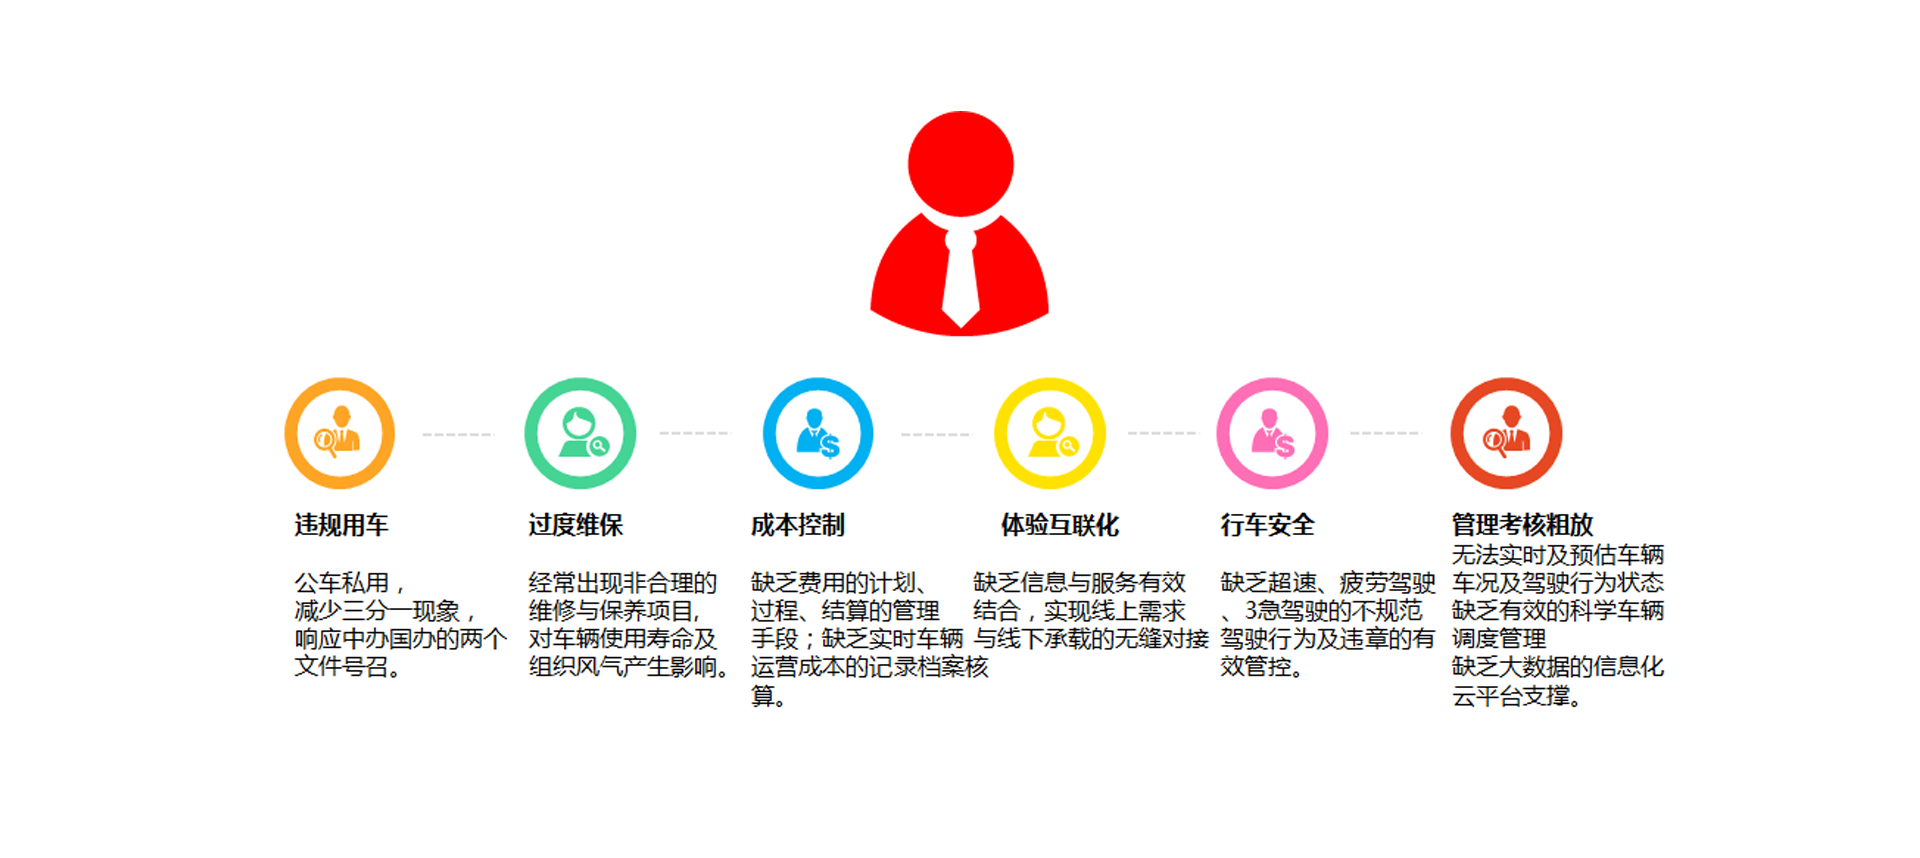 违规用车
公车私用，
减少三分一现象，
响应中办国办的两个
文件号召。
过度维保
经常出现非合理的
维修与保养项目,
对车辆使用寿命及
组织风气产生影响。
成本控制
缺乏费用的计划、
过程、结算的管理
手段；缺乏实时车辆
运营成本的记录档案核
算。
体验互联化
缺乏信息与服务有效
结合，实现线上需求
与线下承载的无缝对接
行车安全
缺乏超速、疲劳驾驶
、3急驾驶的不规范
驾驶行为及违章的有
效管控。
管理考核粗放
无法实时及预估车辆
车况及驾驶行为状态
缺乏有效的科学车辆
调度管理
缺乏大数据的信息化
云平台支撑。